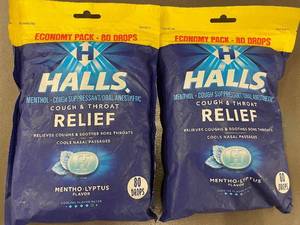 ECONOMY PACK - 80 DROPS
H
HALLS
MENTHOL - COUGH SUPPRESSANT/ORAL ANESTHETIC
COUGH & THROAT
RELIEF
RELIEVES COUGHS & SOOTHES SORE THROATS
COOLS NASAL PASSAGES
MENTHO-LYPTUS
FLAVOR
80
DROPS
ECONOMY PACK - 80 DROPS
H
HALLS
MENTHOL - COUGH SUPPRESSANT/ORAL ANESTHETIC
COUGH & THROAT
RELIEF
RELIEVES COUGHS & SOOTHES SORE THROATS
COOLS NASAL PASSAGES
MENTHO-LYPTUS
FLAVOR
80
DROPS